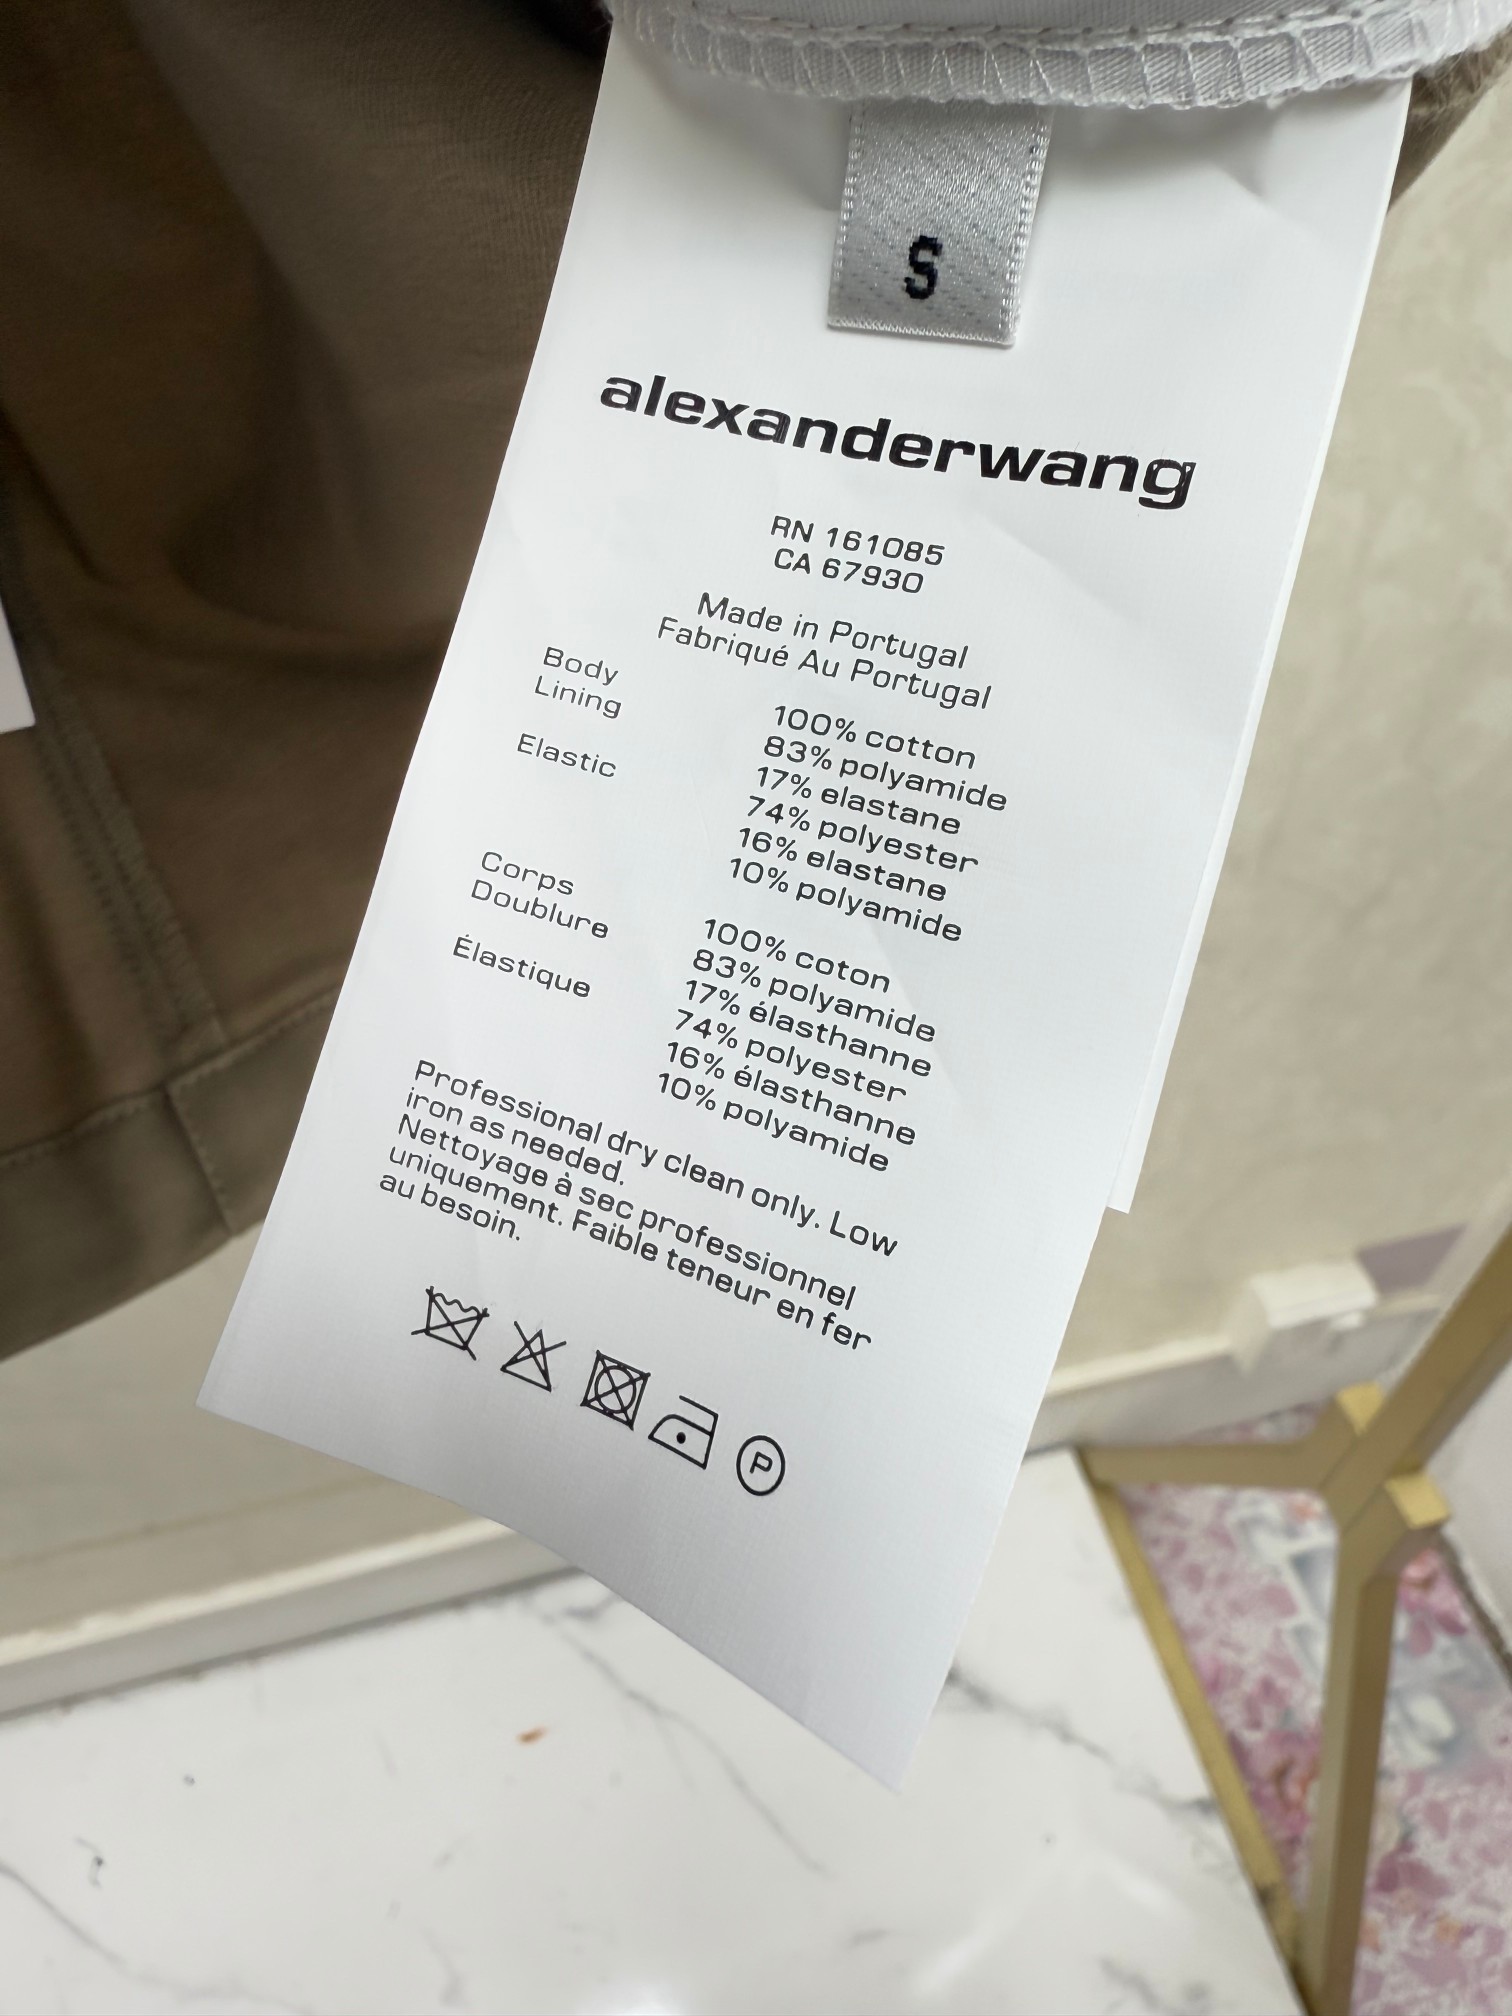 S
alexanderwang
RN 161085
CA 67930
Made in Portugal
Fabriqué Au Portugal
Body 100% cotton
Lining 83% polyamide
17% elastane
Elastic 74% polyester
16% elastane
10% polyamide
Corps 100% coton
Doublure 83% polyamide
17% élasthanne
Élastique 74% polyester
16% élasthanne
10% polyamide
Professional dry clean only. Low
iron as needed.
Nettoyage à sec professionnel
uniquement. Faible teneur en fer
au besoin.
P